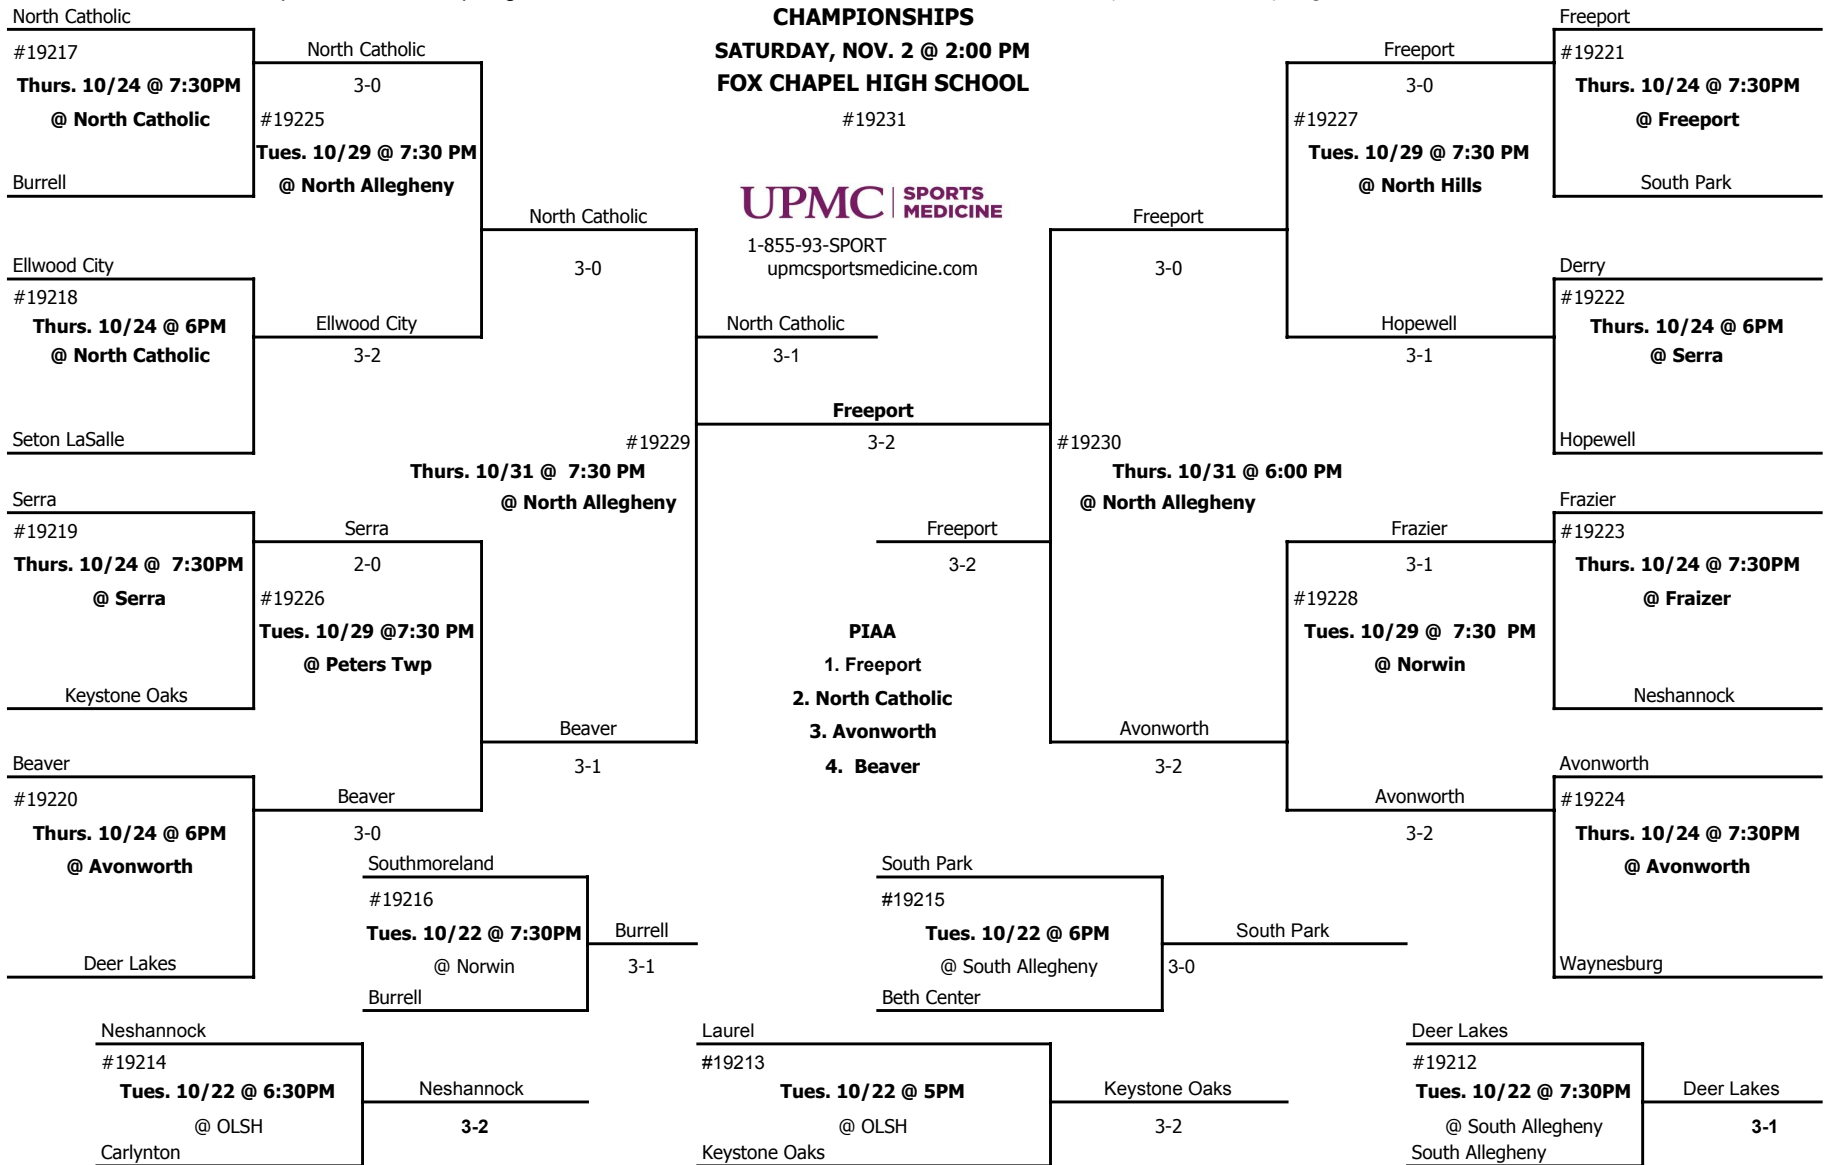 North Catholic
CHAMPIONSHIPS
Freeport
#19217
North Catholic
SATURDAY, NOV. 2 @ 2:00 PM
Freeport
#19221
Thurs. 10/24 @ 7:30PM
3-0
FOX CHAPEL HIGH SCHOOL
3-0
Thurs. 10/24 @ 7:30PM
@ North Catholic
#19225
#19231
#19227
@ Freeport
Tues. 10/29 @ 7:30 PM
Tues. 10/29 @ 7:30 PM
Burrell
@ North Allegheny
UPMC SPORTS MEDICINE
@ North Hills
South Park
North Catholic
Freeport
1-855-93-SPORT
Ellwood City
3-0
upmcsportsmedicine.com
3-0
Derry
#19218
#19222
Thurs. 10/24 @ 6PM
Ellwood City
North Catholic
Hopewell
Thurs. 10/24 @ 6PM
@ North Catholic
3-2
3-1
3-1
@ Serra
Freeport
Seton LaSalle
#19229
3-2
#19230
Hopewell
Thurs. 10/31 @ 7:30 PM
Thurs. 10/31 @ 6:00 PM
Serra
@ North Allegheny
@ North Allegheny
Frazier
#19219
Serra
Freeport
Frazier
#19223
Thurs. 10/24 @ 7:30PM
2-0
3-2
3-1
Thurs. 10/24 @ 7:30PM
@ Serra
#19226
#19228
@ Fraizer
Tues. 10/29 @7:30 PM
PIAA
Tues. 10/29 @ 7:30 PM
@ Peters Twp
1. Freeport
@ Norwin
Keystone Oaks
2. North Catholic
Neshannock
Beaver
3. Avonworth
Avonworth
Beaver
3-1
4. Beaver
3-2
Avonworth
#19220
Beaver
Avonworth
#19224
Thurs. 10/24 @ 6PM
3-0
3-2
Thurs. 10/24 @ 7:30PM
@ Avonworth
Southmoreland
South Park
@ Avonworth
#19216
#19215
Tues. 10/22 @ 7:30PM
Burrell
Tues. 10/22 @ 6PM
South Park
Deer Lakes
@ Norwin
3-1
@ South Allegheny
3-0
Waynesburg
Burrell
Beth Center
Neshannock
Laurel
Deer Lakes
#19214
#19213
#19212
Tues. 10/22 @ 6:30PM
Neshannock
Tues. 10/22 @ 5PM
Keystone Oaks
Tues. 10/22 @ 7:30PM
Deer Lakes
@ OLSH
3-2
@ OLSH
3-2
@ South Allegheny
3-1
Carlynton
Keystone Oaks
South Allegheny